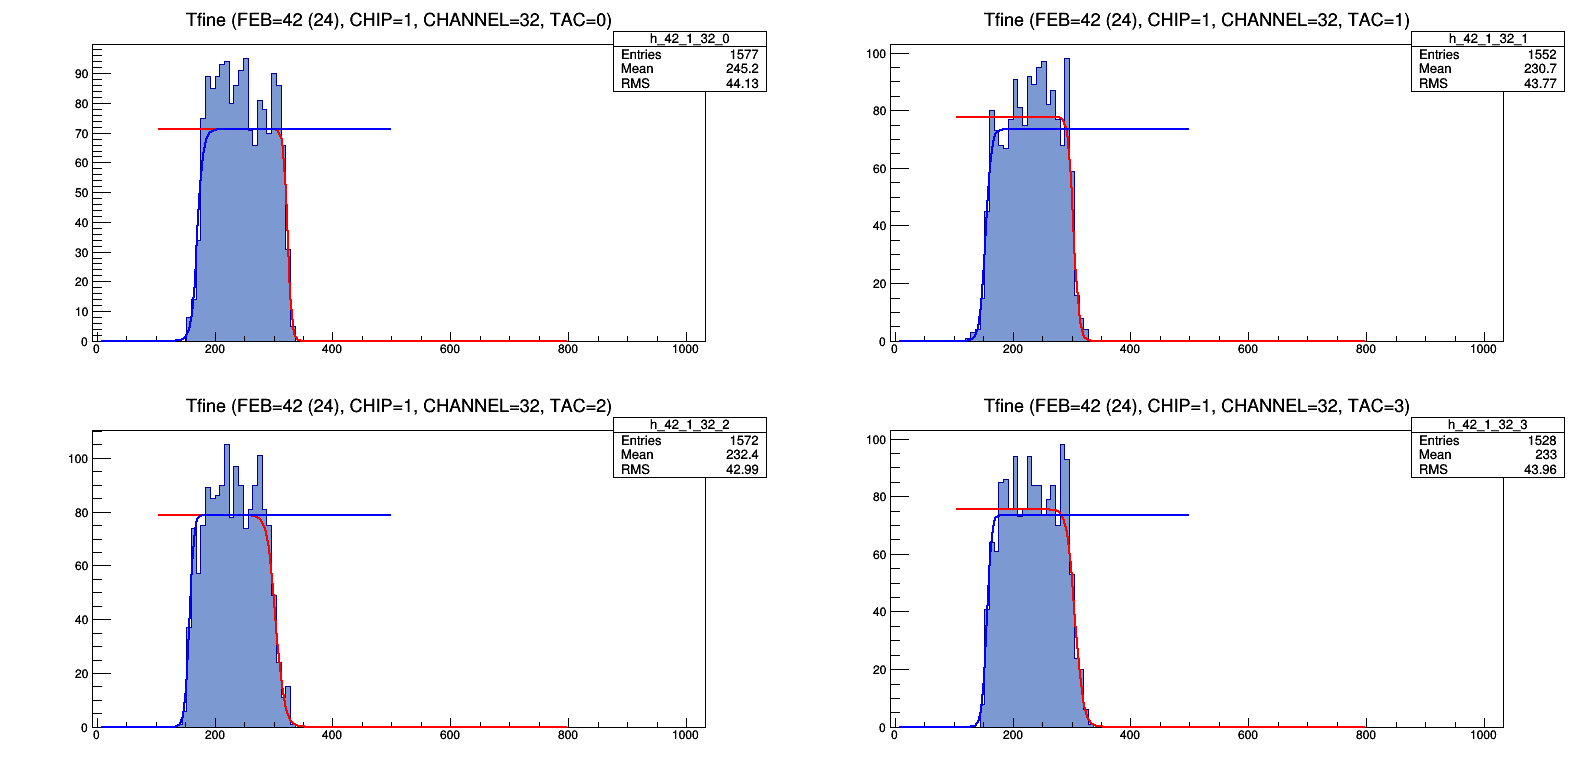 Tfine (FEB=42 (24), CHIP=1, CHANNEL=32, TAC=0)
h_42_1_32_0
Entries 1577
Mean 245.2
RMS 44.13
90
80
70
60
50
40
30
20
10
0
0 200 400 600 800 1000
Tfine (FEB=42 (24), CHIP=1, CHANNEL=32, TAC=1)
h_42_1_32_1
Entries 1552
Mean 230.7
RMS 43.77
100
80
60
40
20
0
0 200 400 600 800 1000
Tfine (FEB=42 (24), CHIP=1, CHANNEL=32, TAC=2)
h_42_1_32_2
Entries 1572
Mean 232.4
RMS 42.99
100
80
60
40
20
0
0 200 400 600 800 1000
Tfine (FEB=42 (24), CHIP=1, CHANNEL=32, TAC=3)
h_42_1_32_3
Entries 1528
Mean 233
RMS 43.96
100
80
60
40
20
0
0 200 400 600 800 1000